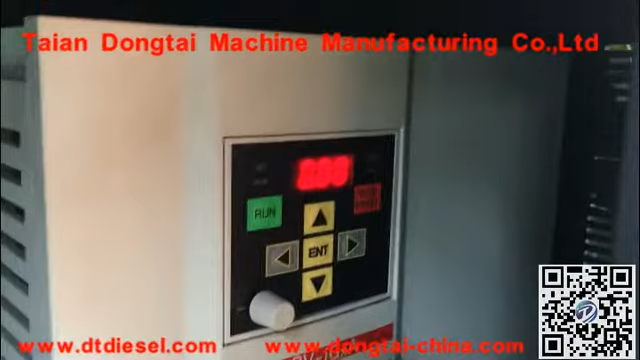 Taian Dongtai Machine Manufacturing Co.,Ltd
RUN
ENT
www.dtdiesel.com www.dongtai-china.com